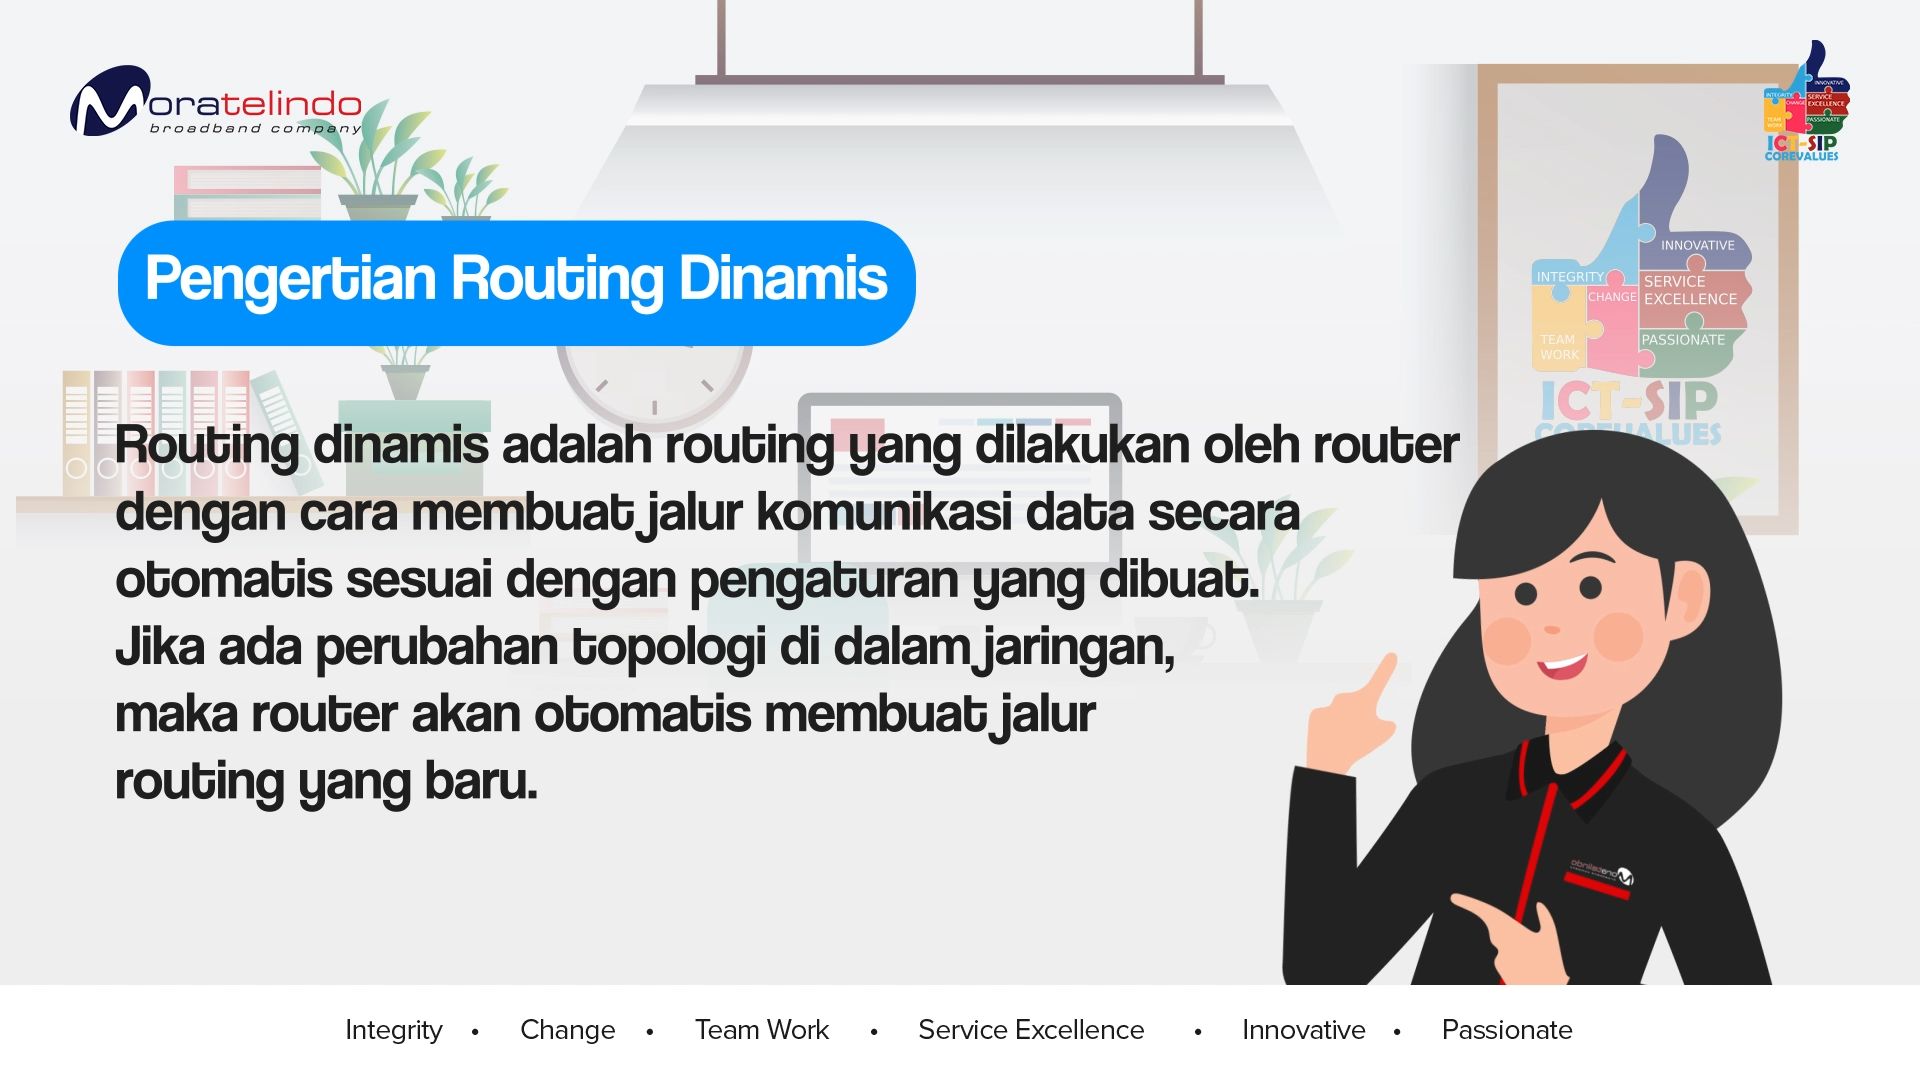 Moratelindo
broadband company
INTEGRITY
INNOVATIVE
CHANGE
SERVICE
EXCELLENCE
TEAM
WORK
PASSIONATE
ICT-SIP
COREVALUES
Pengertian Routing Dinamis
INTEGRITY
INNOVATIVE
CHANGE
SERVICE
EXCELLENCE
TEAM
WORK
PASSIONATE
ICT-SIP
COREVALUES
Routing dinamis adalah routing yang dilakukan oleh router
dengan cara membuat jalur komunikasi data secara
otomatis sesuai dengan pengaturan yang dibuat.
Jika ada perubahan topologi di dalam jaringan,
maka router akan otomatis membuat jalur
routing yang baru.
Integrity • Change • Team Work • Service Excellence • Innovative • Passionate